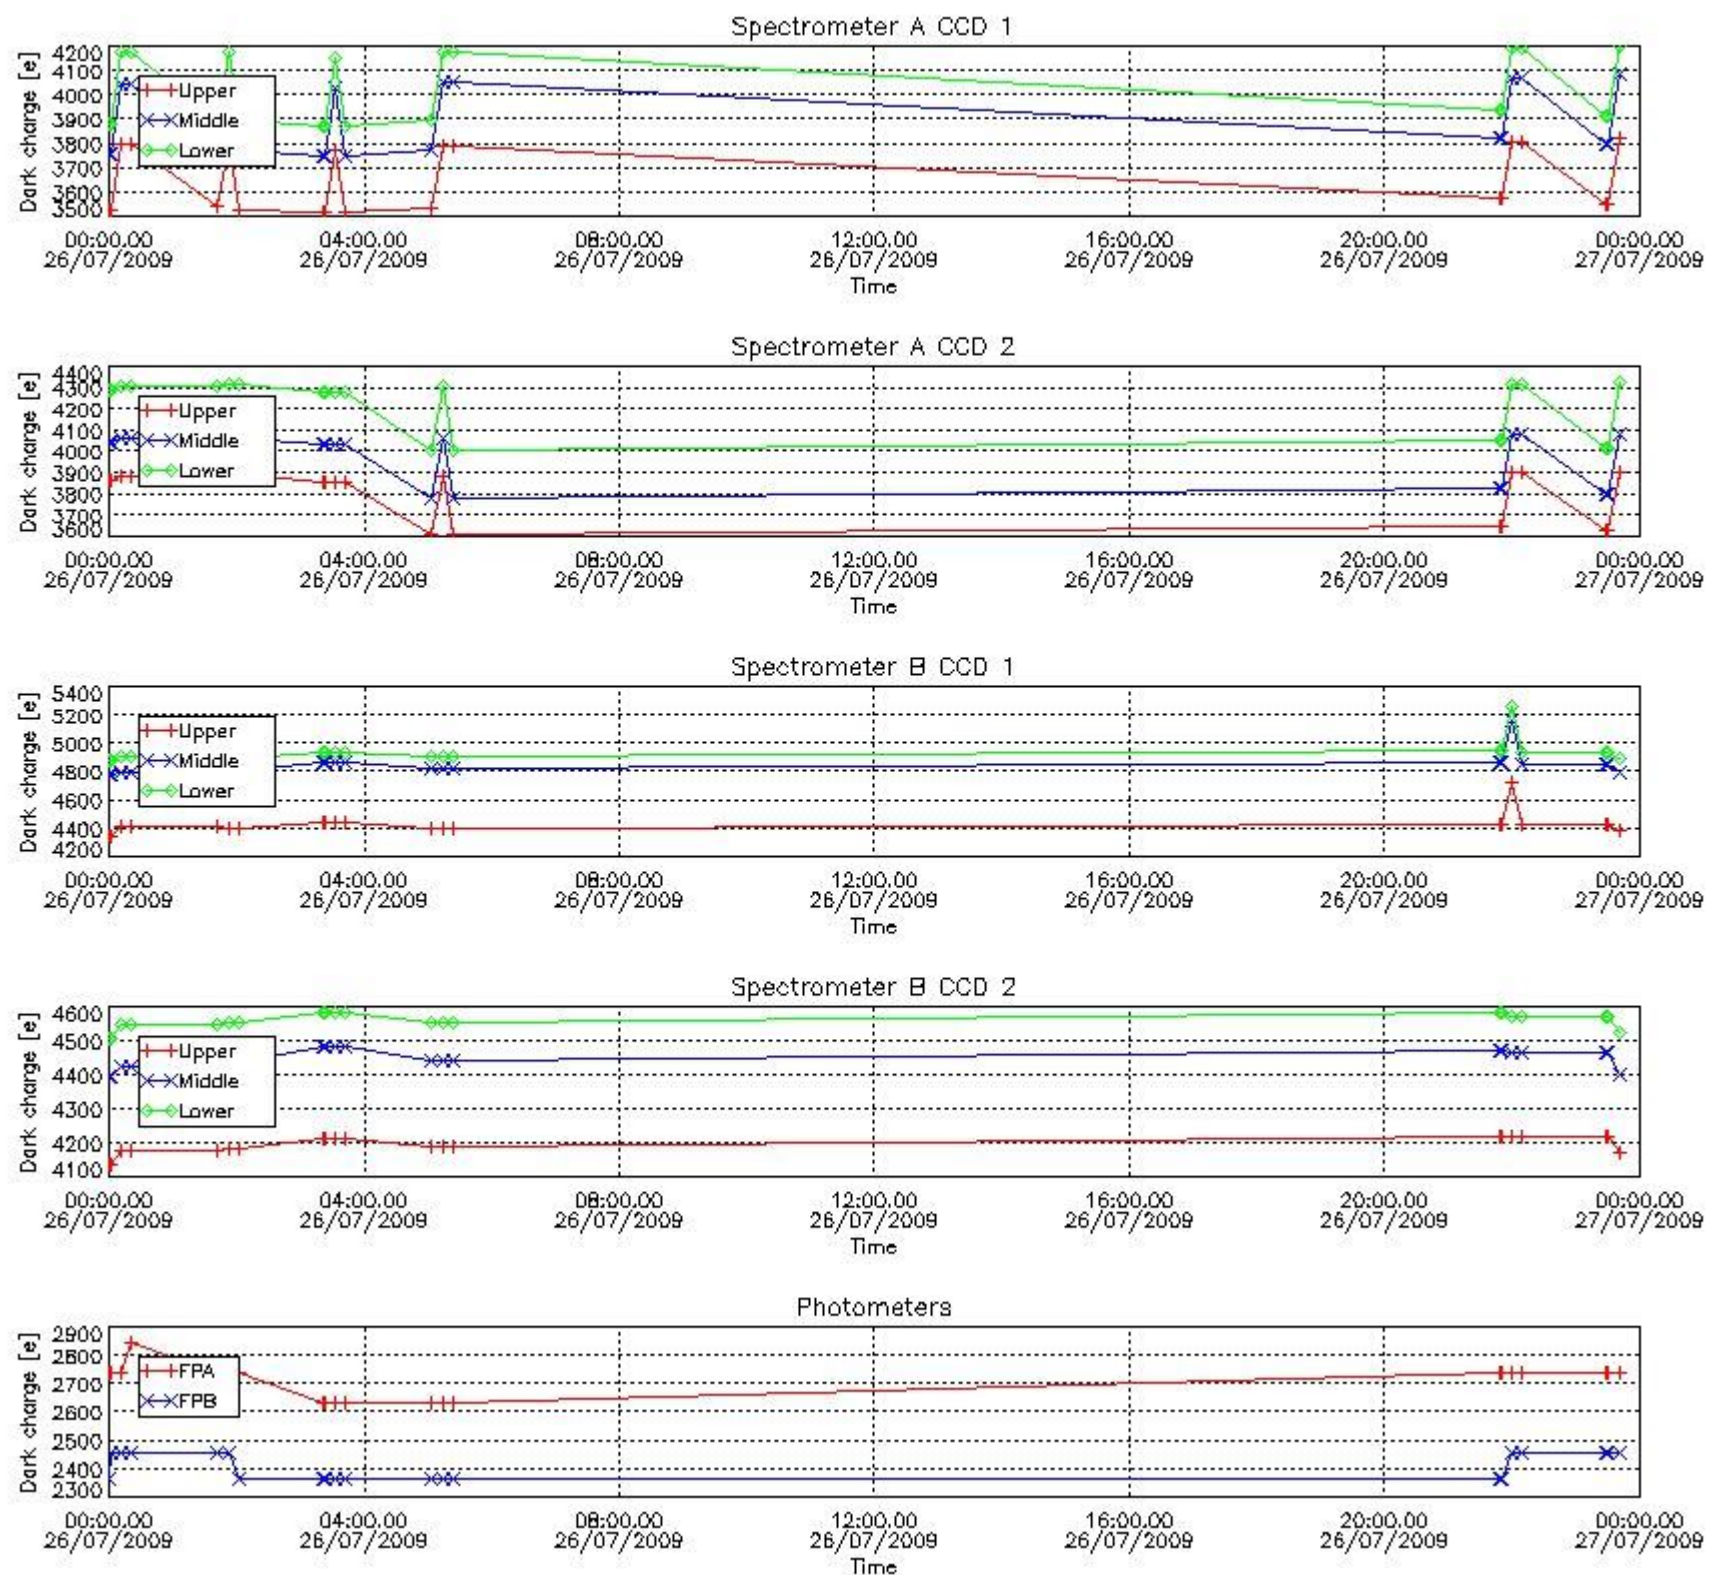 Spectrometer A CCD 1
Dark charge [e]
4200
4100
4000
3900
3800
3700
3600
3500
Upper
Middle
Lower
00:00.00 04:00.00 08:00.00 12:00.00 16:00.00 20:00.00 00:00.00
26/07/2009 26/07/2009 26/07/2009 26/07/2009 26/07/2009 26/07/2009 27/07/2009
Time
Spectrometer A CCD 2
Dark charge [e]
4400
4300
4200
4100
4000
3900
3800
3700
3600
Upper
Middle
Lower
00:00.00 04:00.00 08:00.00 12:00.00 16:00.00 20:00.00 00:00.00
26/07/2009 26/07/2009 26/07/2009 26/07/2009 26/07/2009 26/07/2009 27/07/2009
Time
Spectrometer B CCD 1
Dark charge [e]
5400
5200
5000
4800
4600
4400
4200
Upper
Middle
Lower
00:00.00 04:00.00 08:00.00 12:00.00 16:00.00 20:00.00 00:00.00
26/07/2009 26/07/2009 26/07/2009 26/07/2009 26/07/2009 26/07/2009 27/07/2009
Time
Spectrometer B CCD 2
Dark charge [e]
4600
4500
4400
4300
4200
4100
Upper
Middle
Lower
00:00.00 04:00.00 08:00.00 12:00.00 16:00.00 20:00.00 00:00.00
26/07/2009 26/07/2009 26/07/2009 26/07/2009 26/07/2009 26/07/2009 27/07/2009
Time
Photometers
Dark charge [e]
2900
2800
2700
2600
2500
2400
2300
FPA
FPB
00:00.00 04:00.00 08:00.00 12:00.00 16:00.00 20:00.00 00:00.00
26/07/2009 26/07/2009 26/07/2009 26/07/2009 26/07/2009 26/07/2009 27/07/2009
Time